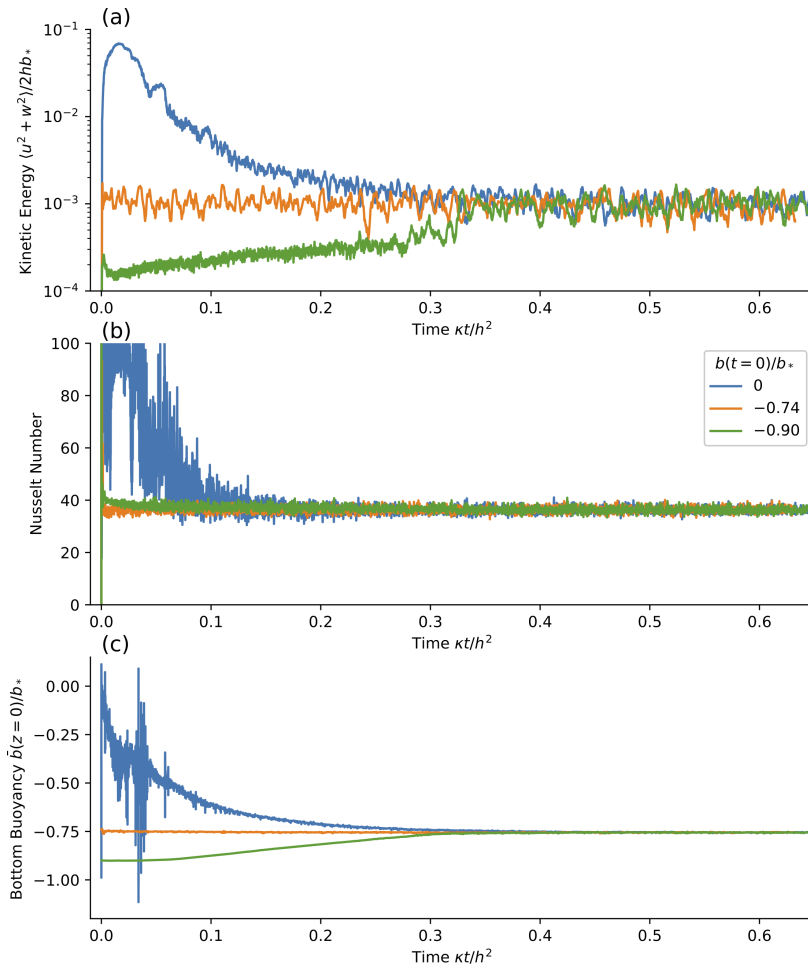 (a)
Kinetic Energy ⟨u² + w²⟩/2hb⁎
10⁻¹
10⁻²
10⁻³
10⁻⁴
0.0 0.1 0.2 0.3 0.4 0.5 0.6
Time κt/h²
(b)
Nusselt Number
100
80
60
40
20
0
b(t = 0)/b⁎
0
−0.74
−0.90
0.0 0.1 0.2 0.3 0.4 0.5 0.6
Time κt/h²
(c)
Bottom Buoyancy b̄(z = 0)/b⁎
0.00
−0.25
−0.50
−0.75
−1.00
0.0 0.1 0.2 0.3 0.4 0.5 0.6
Time κt/h²